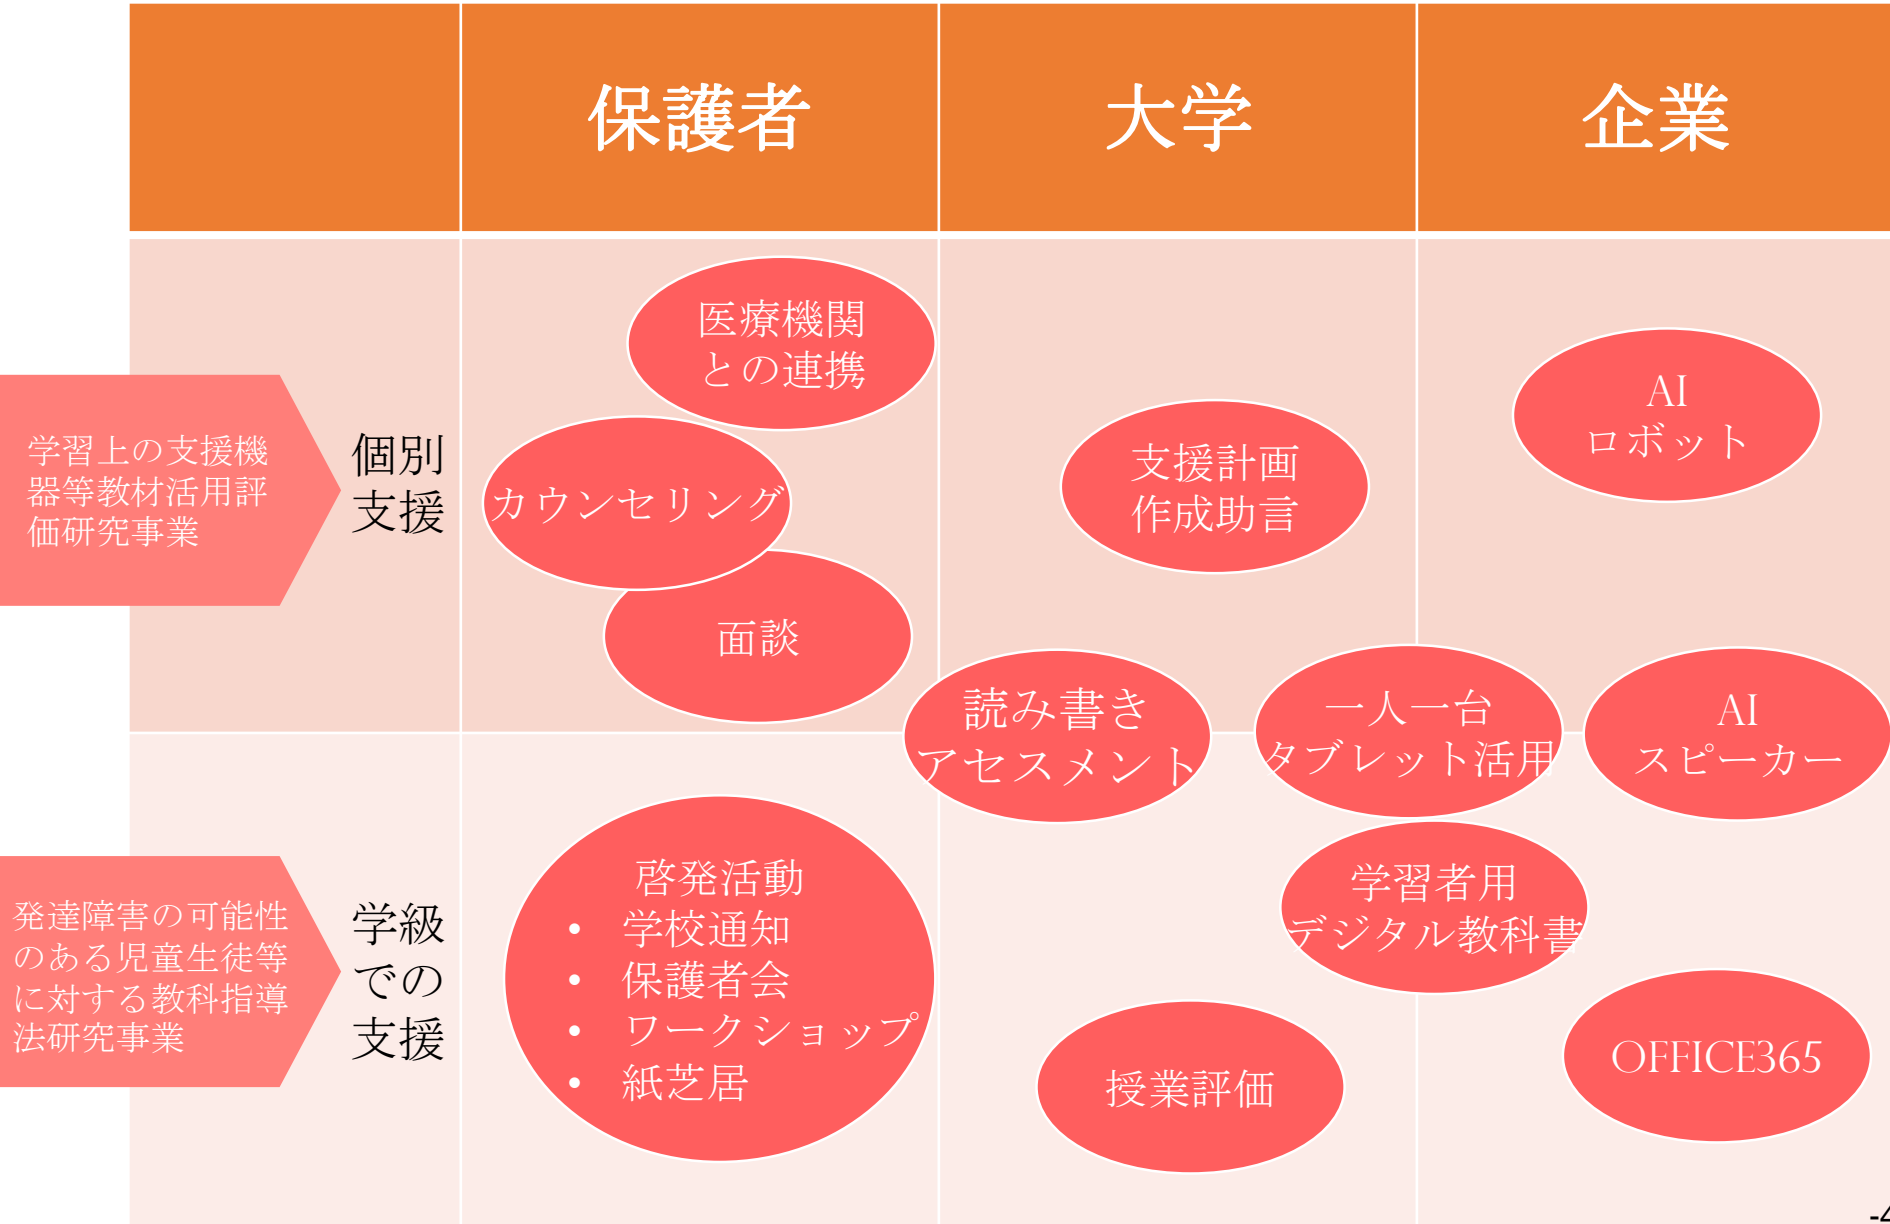 保護者
大学
企業
学習上の支援機
器等教材活用評
価研究事業
個別
支援
医療機関
との連携
カウンセリング
面談
支援計画
作成助言
AI
ロボット
読み書き
アセスメント
一人一台
タブレット活用
AI
スピーカー
発達障害の可能性
のある児童生徒等
に対する教科指導
法研究事業
学級
での
支援
啓発活動
• 学校通知
• 保護者会
• ワークショップ
• 紙芝居
学習者用
デジタル教科書
授業評価
OFFICE365
-4